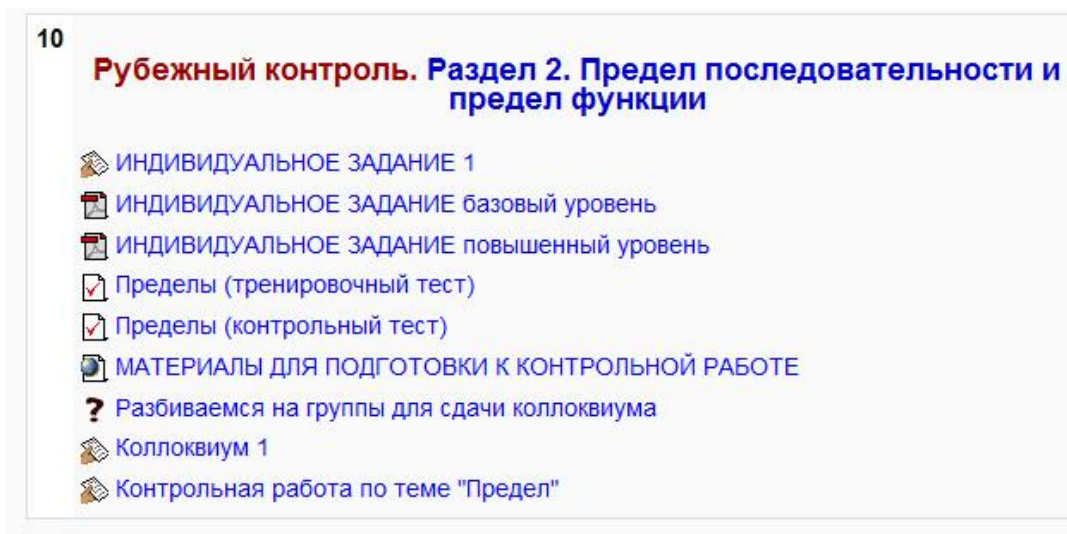 10
Рубежный контроль. Раздел 2. Предел последовательности и
предел функции
ИНДИВИДУАЛЬНОЕ ЗАДАНИЕ 1
ИНДИВИДУАЛЬНОЕ ЗАДАНИЕ базовый уровень
ИНДИВИДУАЛЬНОЕ ЗАДАНИЕ повышенный уровень
Пределы (тренировочный тест)
Пределы (контрольный тест)
МАТЕРИАЛЫ ДЛЯ ПОДГОТОВКИ К КОНТРОЛЬНОЙ РАБОТЕ
Разбиваемся на группы для сдачи коллоквиума
Коллоквиум 1
Контрольная работа по теме "Предел"